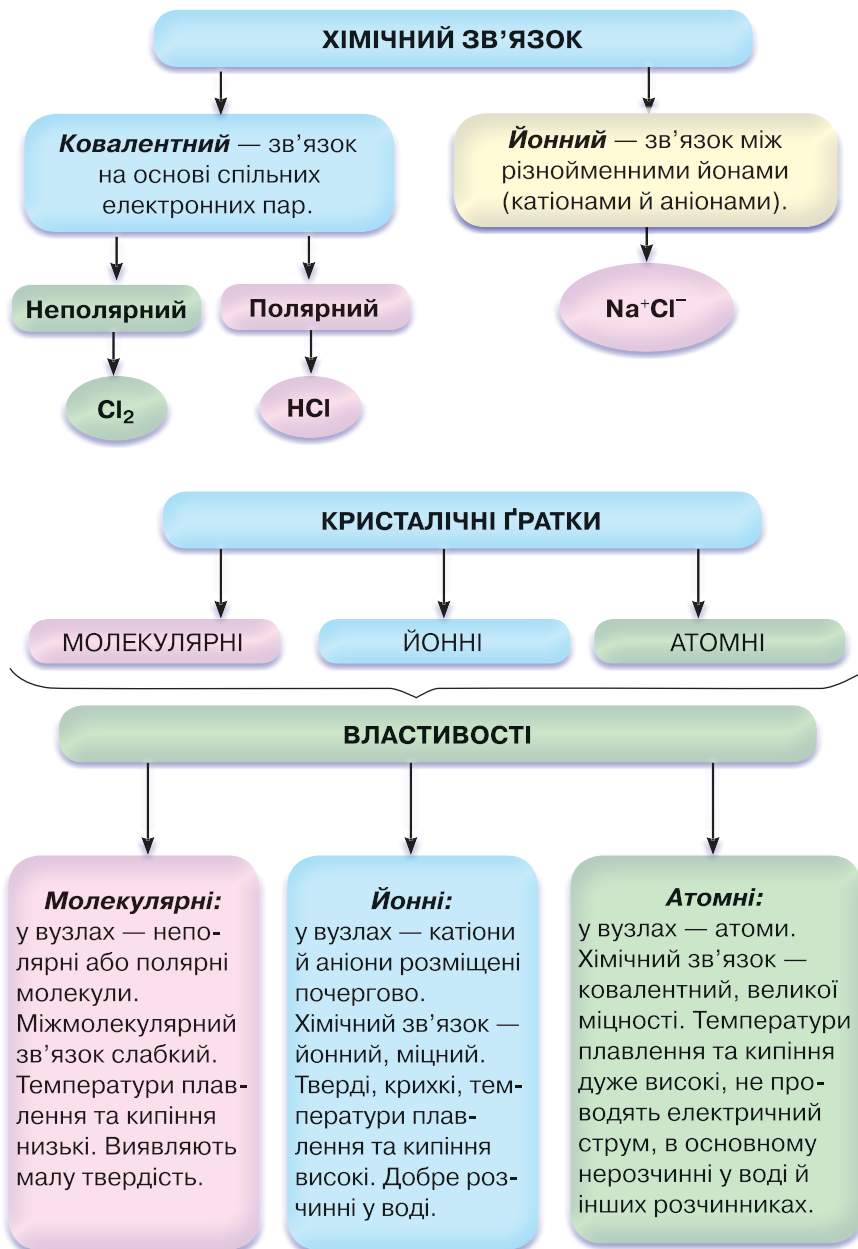 ХІМІЧНИЙ ЗВ’ЯЗОК
Ковалентний — зв’язок
на основі спільних
електронних пар.
Йонний — зв’язок між
різнойменними йонами
(катіонами й аніонами).
Неполярний
Полярний
Na⁺Cl⁻
Cl₂
HCl
КРИСТАЛІЧНІ ҐРАТКИ
МОЛЕКУЛЯРНІ
ЙОННІ
АТОМНІ
ВЛАСТИВОСТІ
Молекулярні:
у вузлах — непо-
лярні або полярні
молекули.
Міжмолекулярний
зв’язок слабкий.
Температури плав-
лення та кипіння
низькі. Виявляють
малу твердість.
Йонні:
у вузлах — катіони
й аніони розміщені
почергово.
Хімічний зв’язок —
йонний, міцний.
Тверді, крихкі, тем-
ператури плав-
лення та кипіння
високі. Добре роз-
чинні у воді.
Атомні:
у вузлах — атоми.
Хімічний зв’язок —
ковалентний, великої
міцності. Температури
плавлення та кипіння
дуже високі, не про-
водять електричний
струм, в основному
нерозчинні у воді й
інших розчинниках.